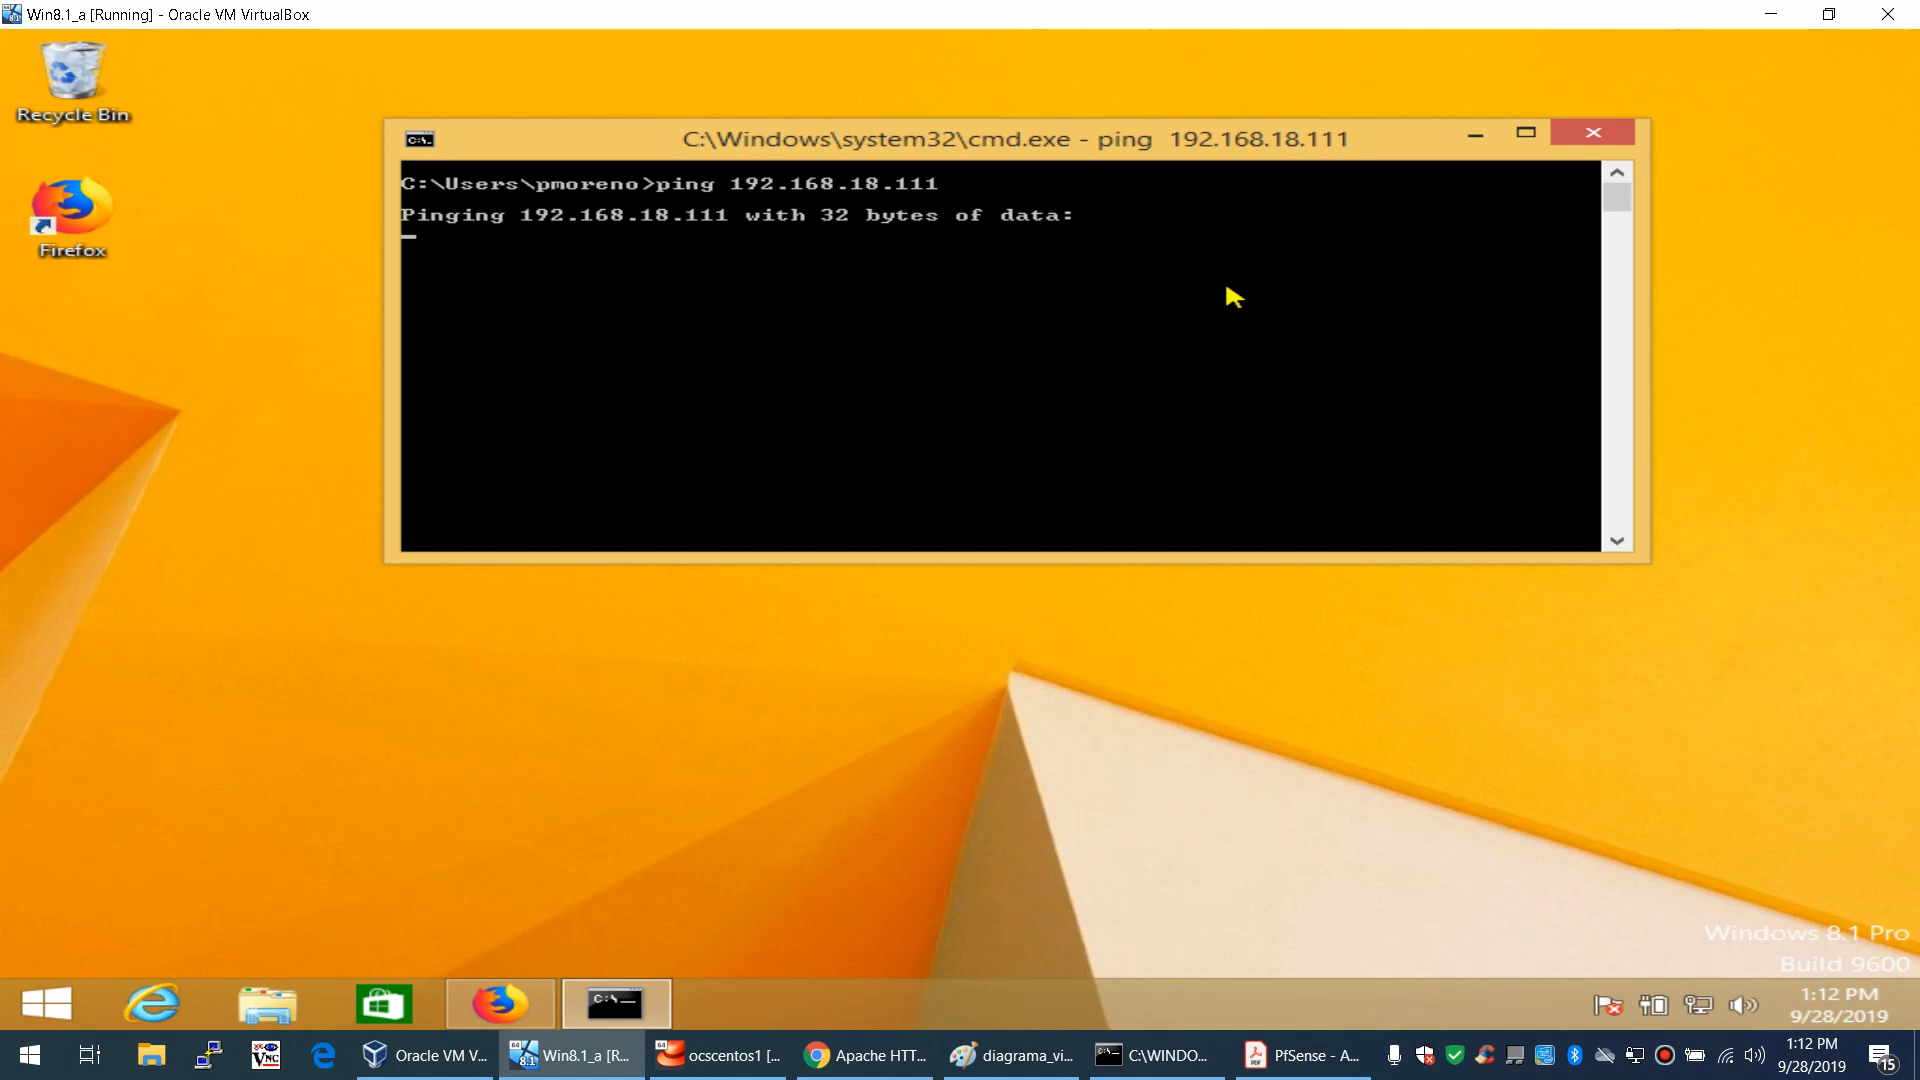 Win8.1_a [Running] - Oracle VM VirtualBox
Recycle Bin
Firefox
C:\Windows\system32\cmd.exe - ping 192.168.18.111
C:\Users\pmoreno>ping 192.168.18.111
Pinging 192.168.18.111 with 32 bytes of data:
Windows 8.1 Pro
Build 9600
1:12 PM
9/28/2019
Oracle VM V...
Win8.1_a [R...
ocscentos1 [...
Apache HTT...
diagrama_vi...
C:\WINDO...
PfSense - A...
1:12 PM
9/28/2019
15